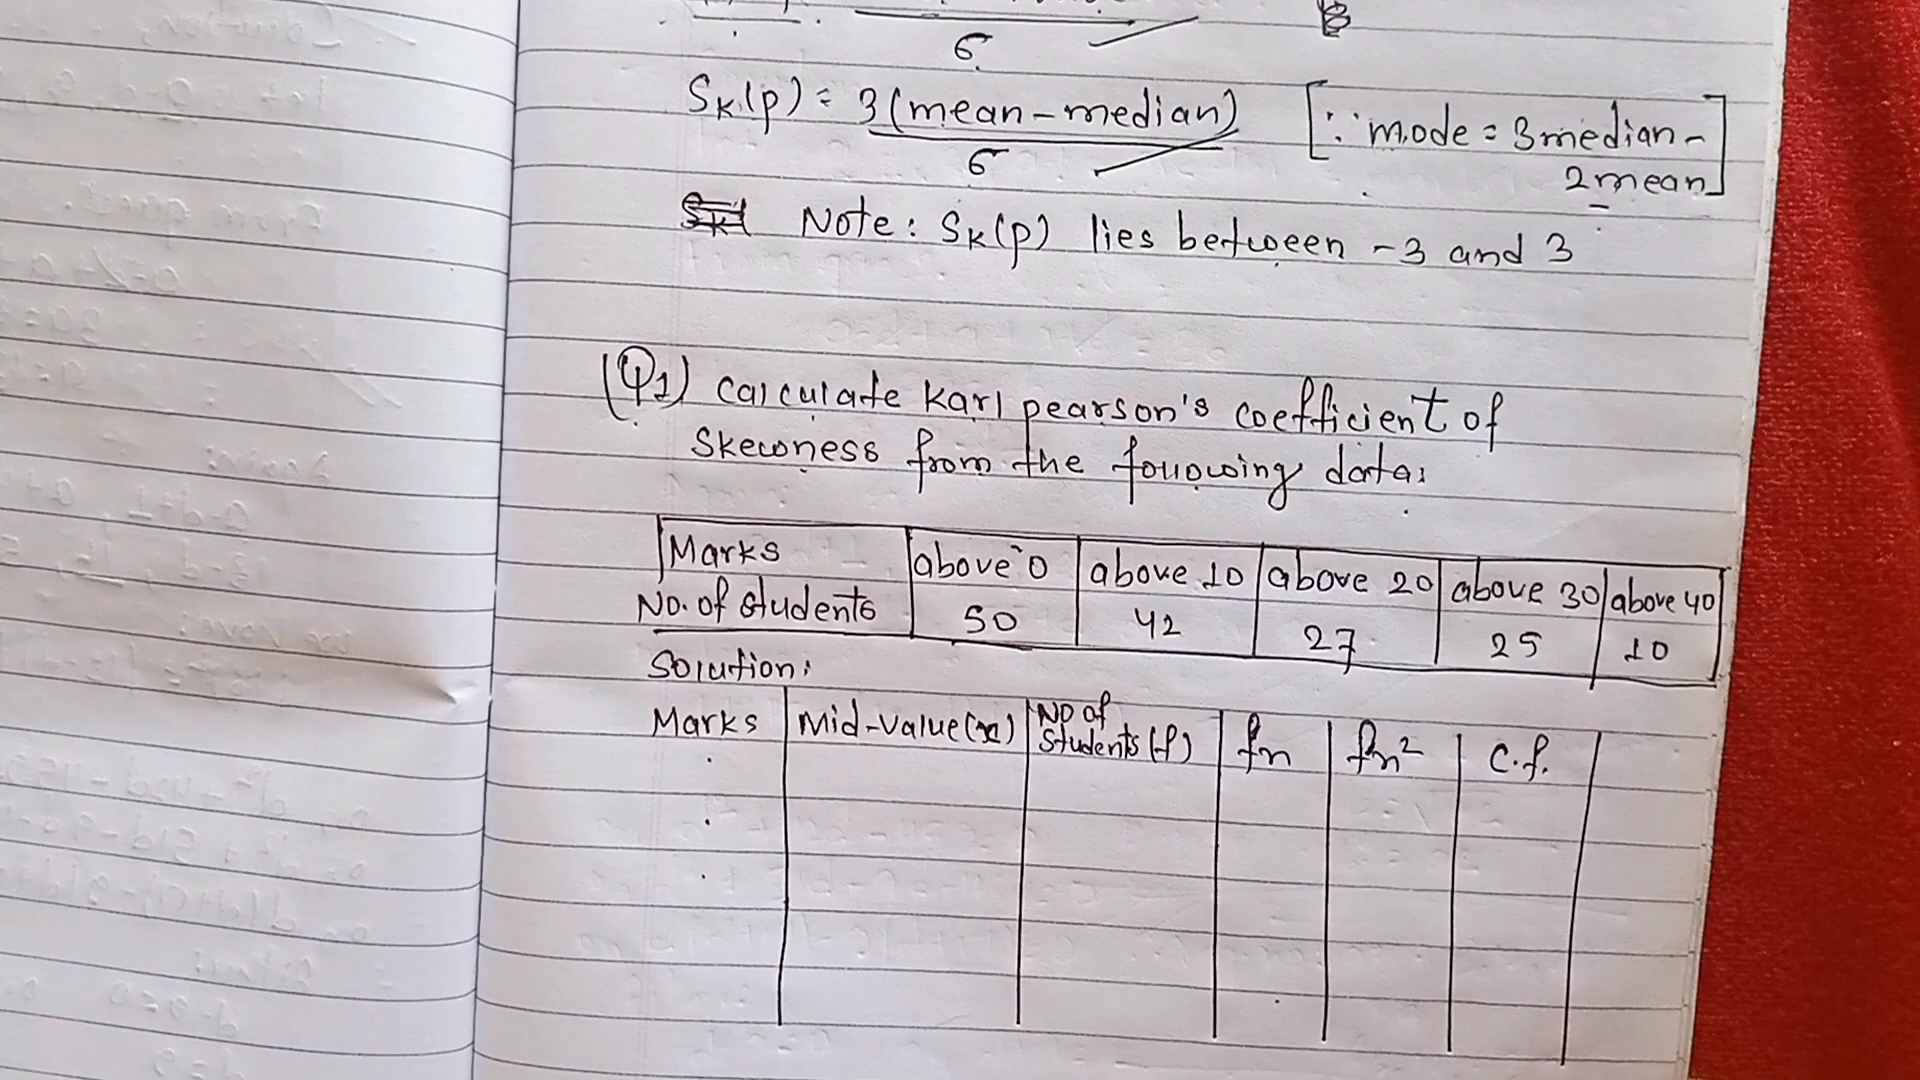 6
Sₖ(p) = 3(mean - median) [∵ mode = 3median -
6 2mean]
Note: Sₖ(p) lies between -3 and 3
(Q1) Calculate Karl pearson's coefficient of
Skewness from the following data:
Marks above 0 above 10 above 20 above 30 above 40
No. of students 50 42 27 25 10
Solution:
Marks Mid-value(x) No of Students (f) fx fx² c.f.